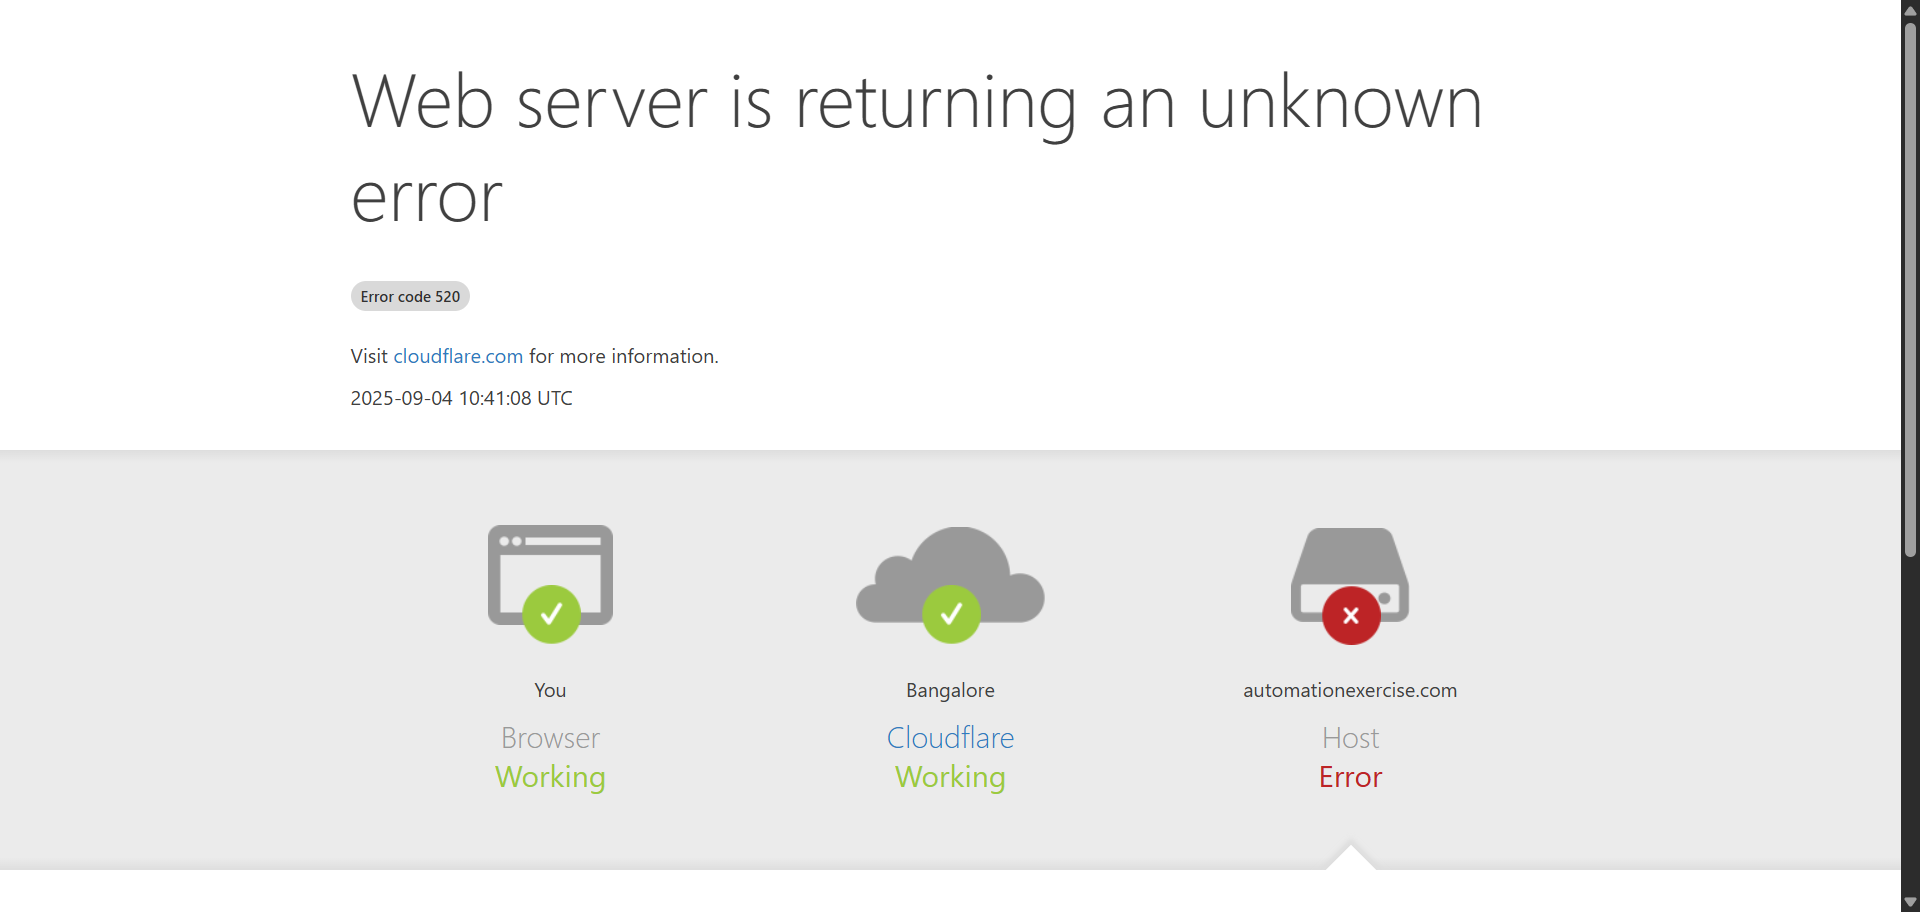 Web server is returning an unknown
error
Error code 520
Visit cloudflare.com for more information.
2025-09-04 10:41:08 UTC
You
Browser
Working
Bangalore
Cloudflare
Working
automationexercise.com
Host
Error